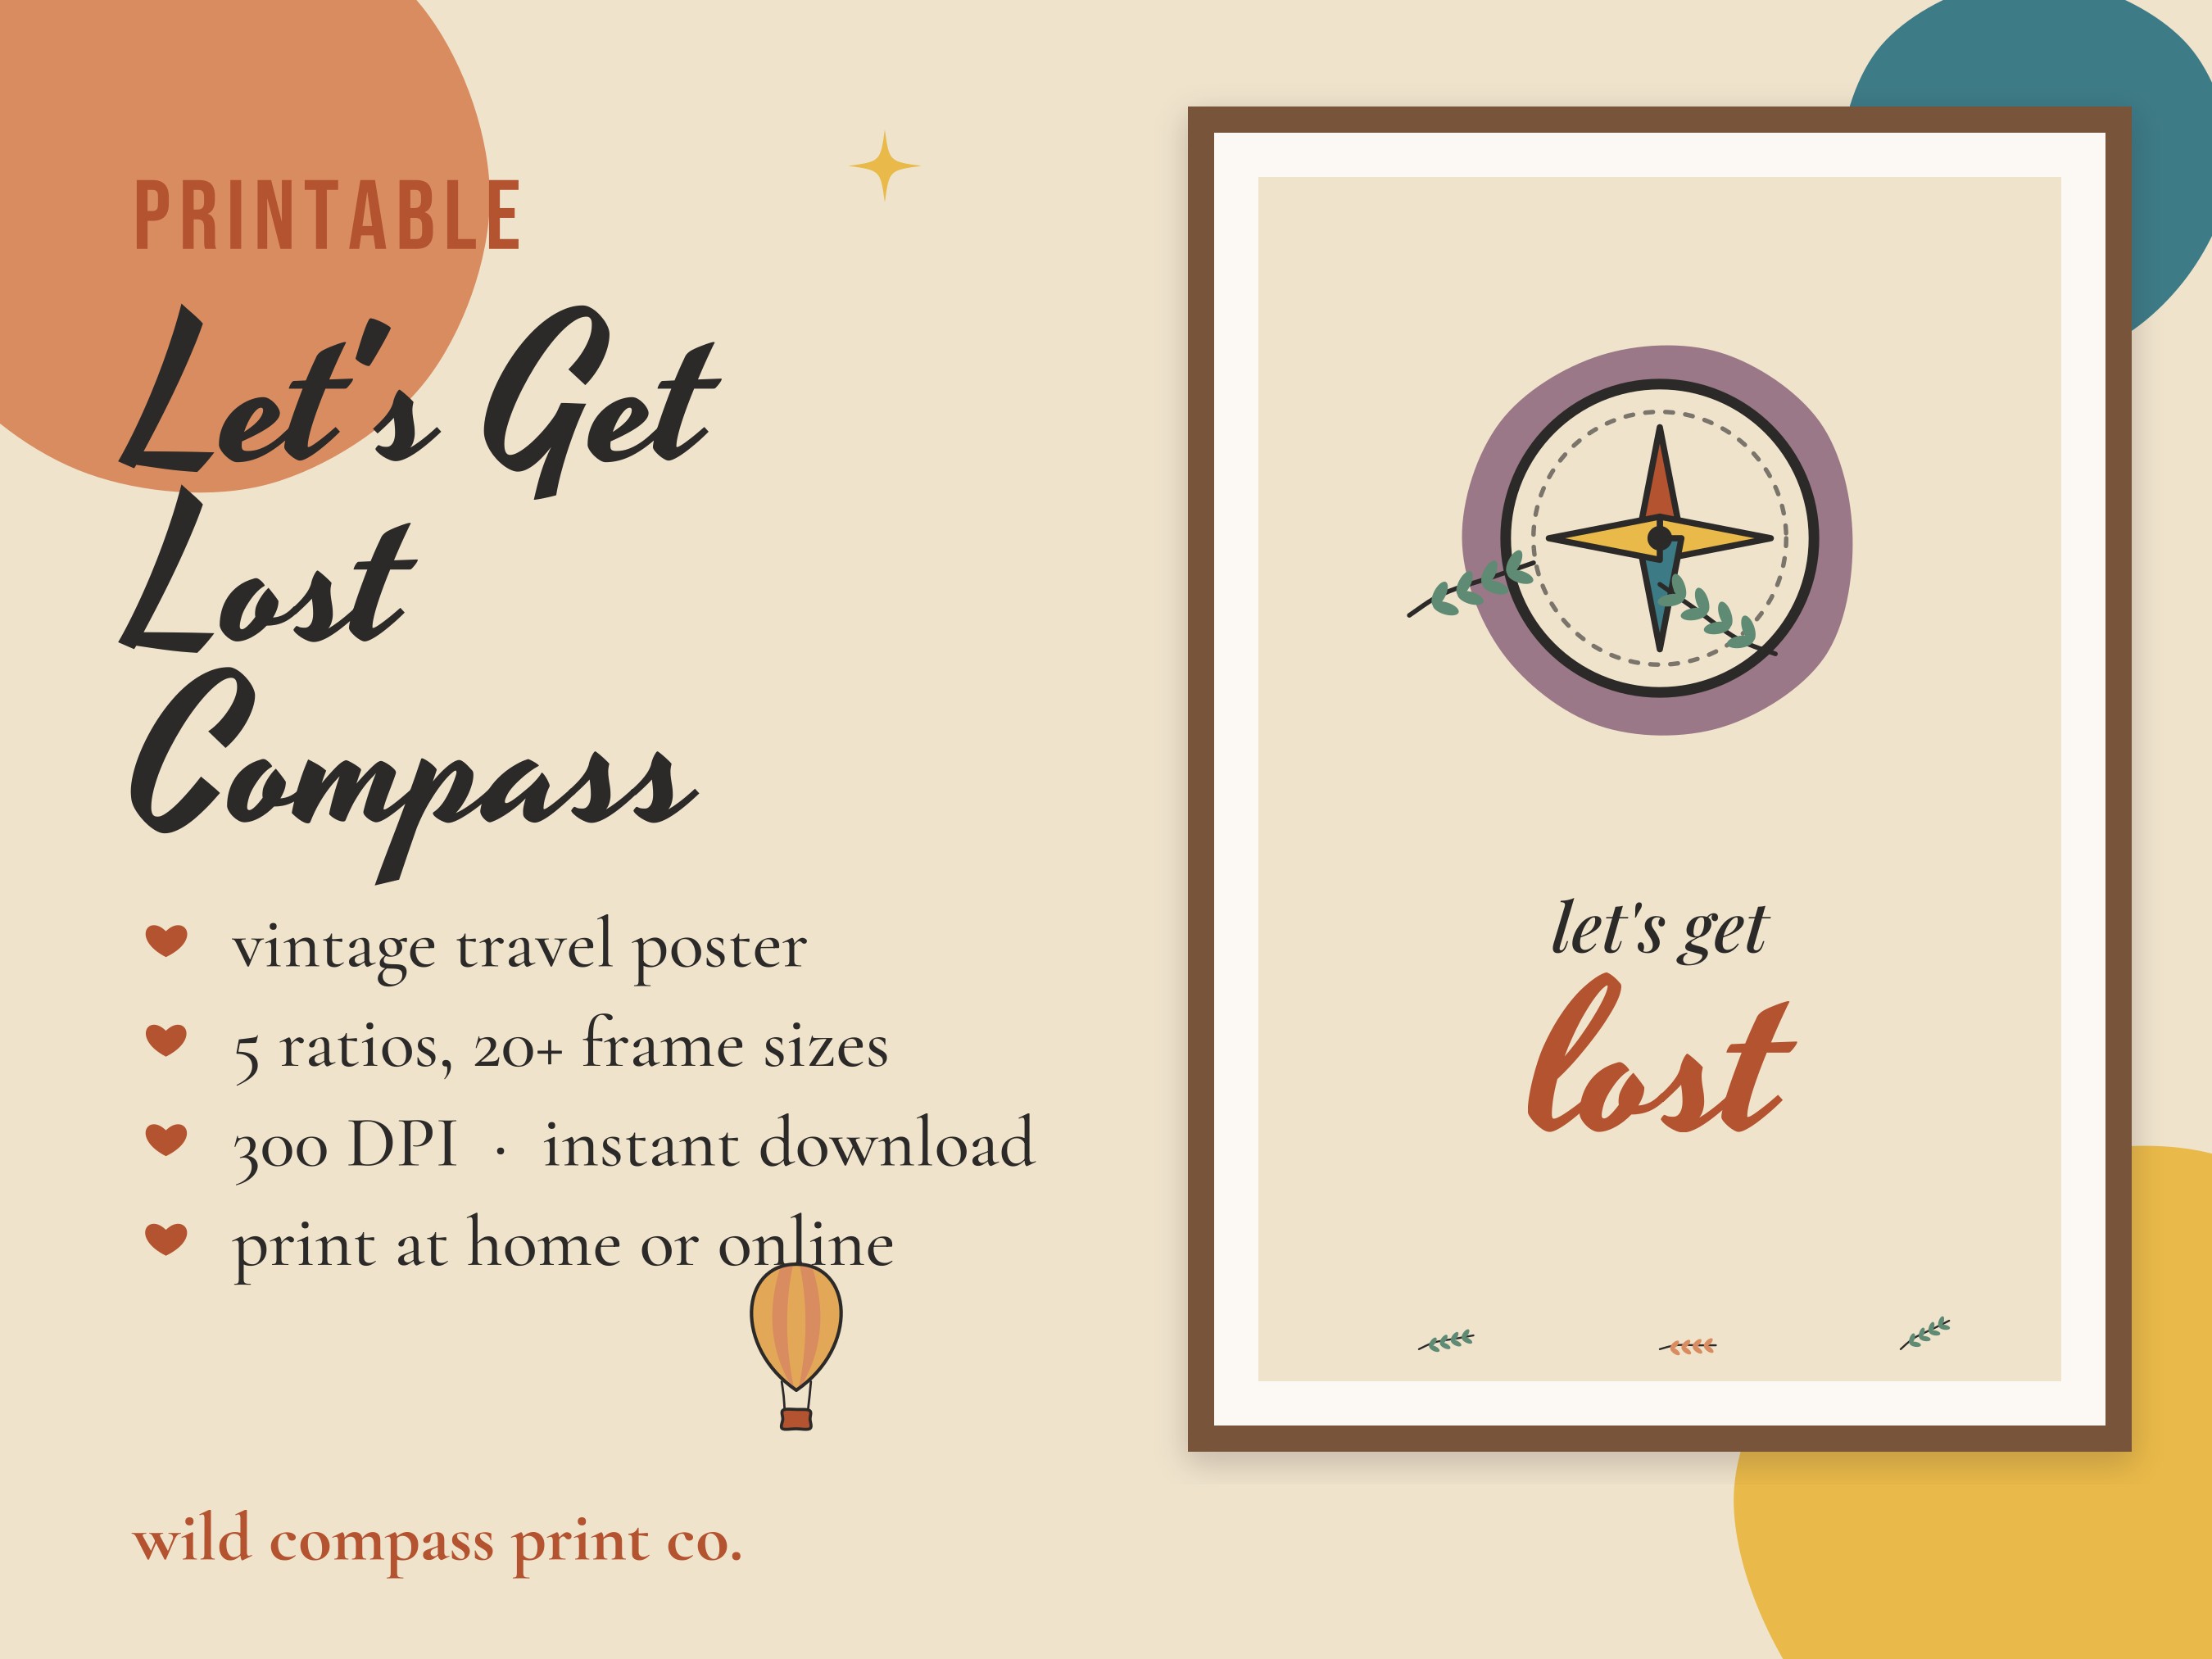 PRINTABLE
Let's Get
Lost
Compass
vintage travel poster
5 ratios, 20+ frame sizes
300 DPI · instant download
print at home or online
wild compass print co.
let's get
lost